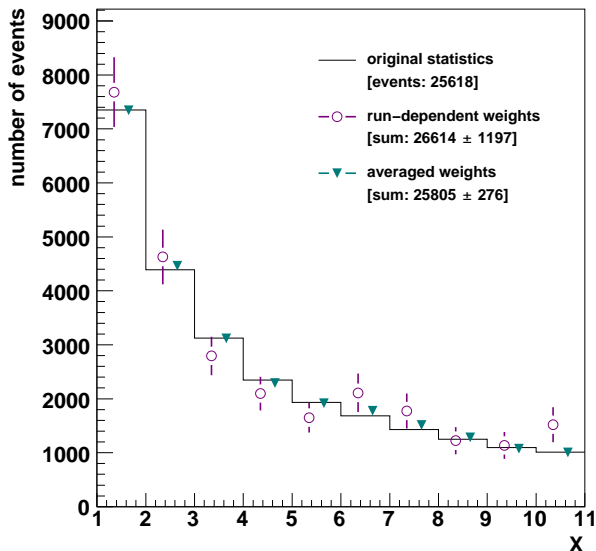 number of events
9000
8000
7000
6000
5000
4000
3000
2000
1000
0
original statistics
[events: 25618]
run−dependent weights
[sum: 26614 ± 1197]
averaged weights
[sum: 25805 ± 276]
1 2 3 4 5 6 7 8 9 10 11
X